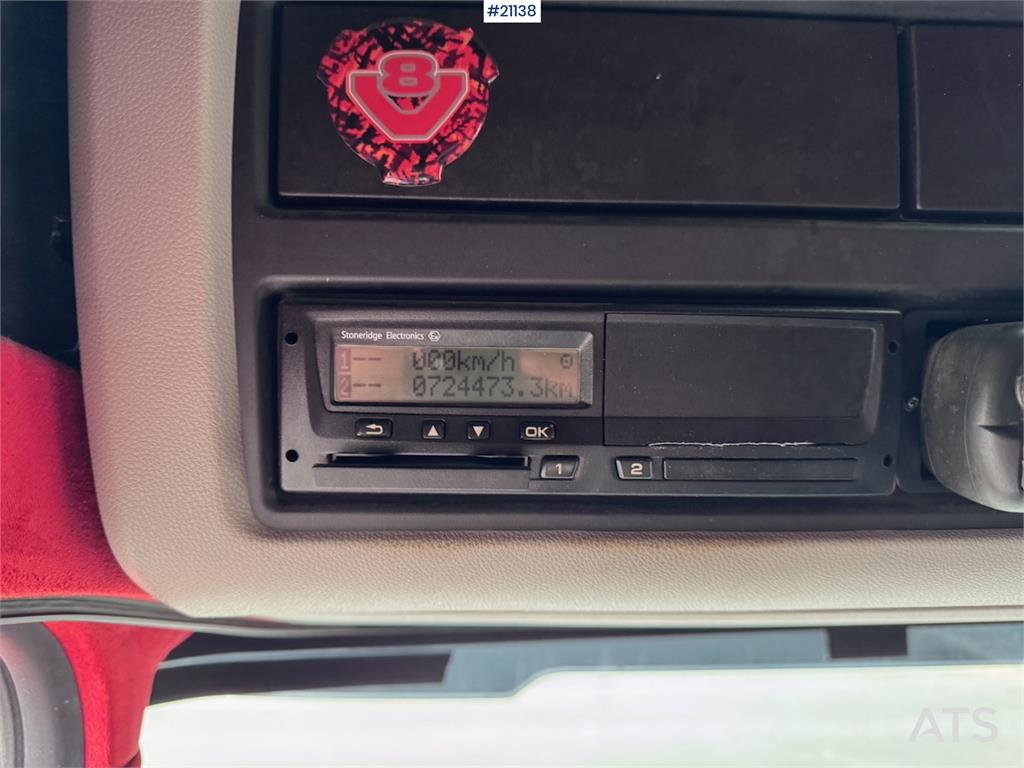 #21138
V8
Stoneridge Electronics
1-- 000km/h
2-- 0724473.3km
OK
1
2
ATS